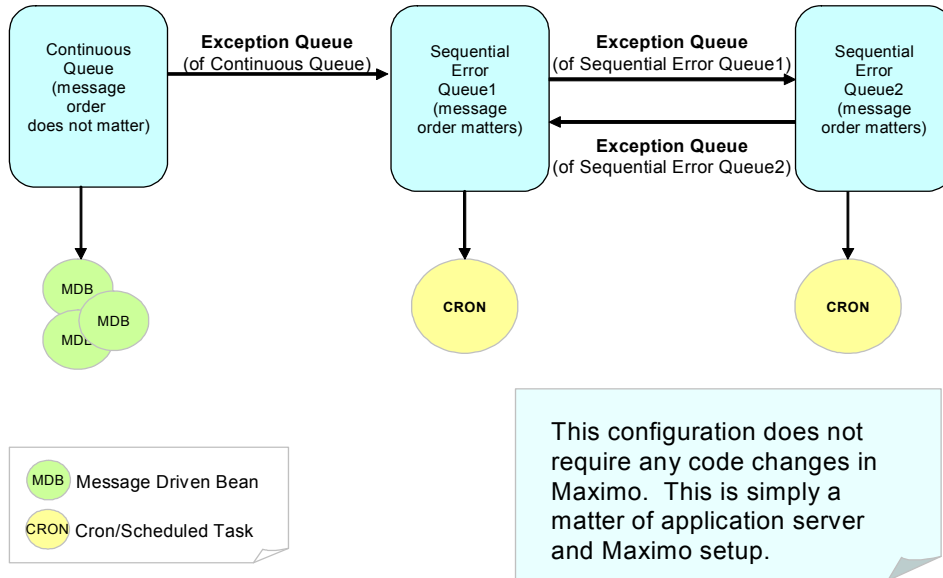 Continuous
Queue
(message
order
does not matter)
Exception Queue
(of Continuous Queue)
Sequential
Error
Queue1
(message
order matters)
Exception Queue
(of Sequential Error Queue1)
Exception Queue
(of Sequential Error Queue2)
Sequential
Error
Queue2
(message
order matters)
MDB
MDB
MDB
CRON
CRON
MDB Message Driven Bean
CRON Cron/Scheduled Task
This configuration does not
require any code changes in
Maximo. This is simply a
matter of application server
and Maximo setup.